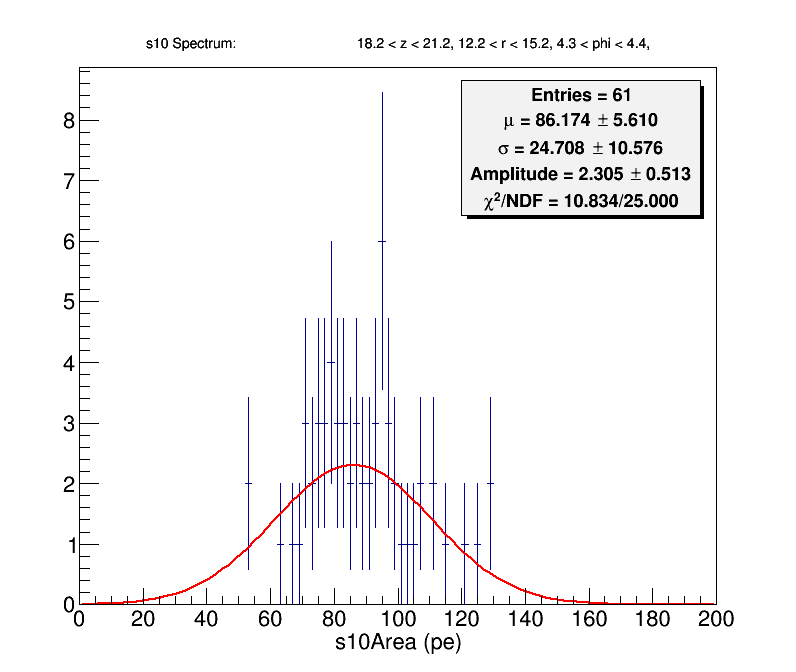 s10 Spectrum: 18.2 < z < 21.2, 12.2 < r < 15.2, 4.3 < phi < 4.4,
Entries = 61
μ = 86.174 ± 5.610
σ = 24.708 ± 10.576
Amplitude = 2.305 ± 0.513
χ²/NDF = 10.834/25.000
8
7
6
5
4
3
2
1
0
0 20 40 60 80 100 120 140 160 180 200
s10Area (pe)